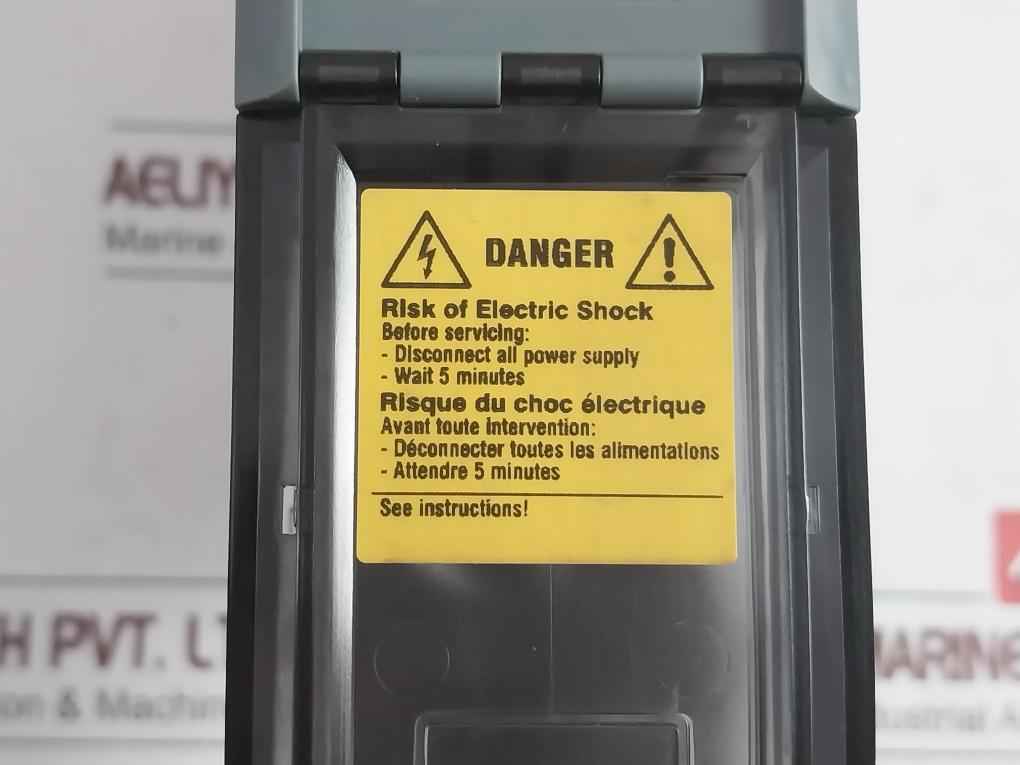 DANGER
Risk of Electric Shock
Before servicing:
- Disconnect all power supply
- Wait 5 minutes
Risque du choc électrique
Avant toute intervention:
- Déconnecter toutes les alimentations
- Attendre 5 minutes
See instructions!
Marine
PVT.
& 
MARINE